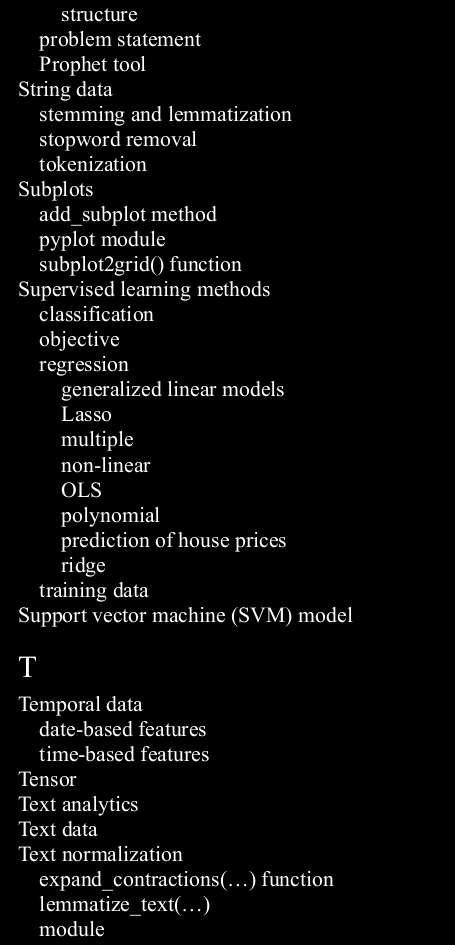 structure
problem statement
Prophet tool
String data
stemming and lemmatization
stopword removal
tokenization
Subplots
add_subplot method
pyplot module
subplot2grid() function
Supervised learning methods
classification
objective
regression
generalized linear models
Lasso
multiple
non-linear
OLS
polynomial
prediction of house prices
ridge
training data
Support vector machine (SVM) model
T
Temporal data
date-based features
time-based features
Tensor
Text analytics
Text data
Text normalization
expand_contractions(…) function
lemmatize_text(…)
module